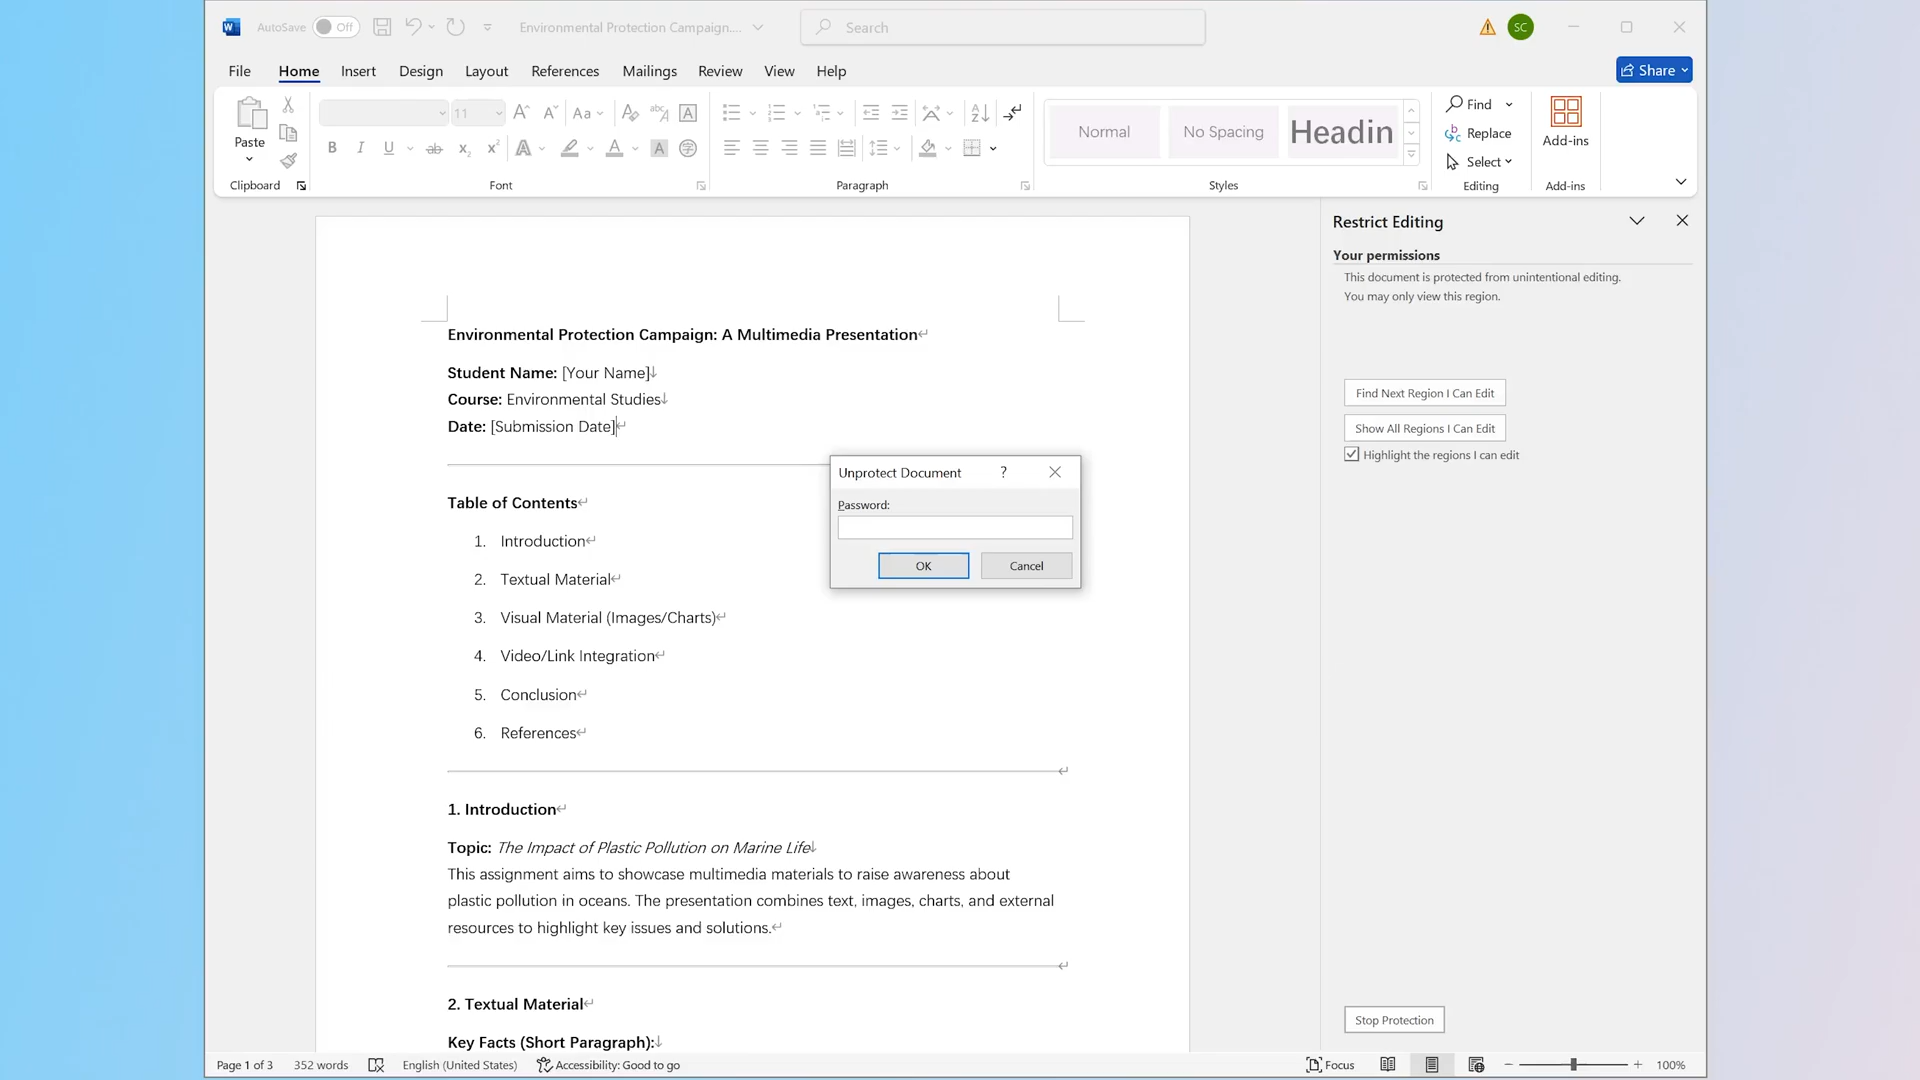 AutoSave Off Environmental Protection Campaign.... Search SC
File Home Insert Design Layout References Mailings Review View Help Share
Paste
Clipboard
11
Aa
abc A
B I U ab x₂ x² A A A 字
Font
Paragraph
Normal No Spacing Headin
Styles
Find
Replace
Select
Editing
Add-ins
Add-ins
Environmental Protection Campaign: A Multimedia Presentation
Student Name: [Your Name]
Course: Environmental Studies
Date: [Submission Date]
Table of Contents
1. Introduction
2. Textual Material
3. Visual Material (Images/Charts)
4. Video/Link Integration
5. Conclusion
6. References
1. Introduction
Topic: The Impact of Plastic Pollution on Marine Life
This assignment aims to showcase multimedia materials to raise awareness about
plastic pollution in oceans. The presentation combines text, images, charts, and external
resources to highlight key issues and solutions.
2. Textual Material
Key Facts (Short Paragraph):
Unprotect Document ?
Password:
OK Cancel
Restrict Editing
Your permissions
This document is protected from unintentional editing.
You may only view this region.
Find Next Region I Can Edit
Show All Regions I Can Edit
Highlight the regions I can edit
Stop Protection
Page 1 of 3 352 words English (United States) Accessibility: Good to go Focus 100%